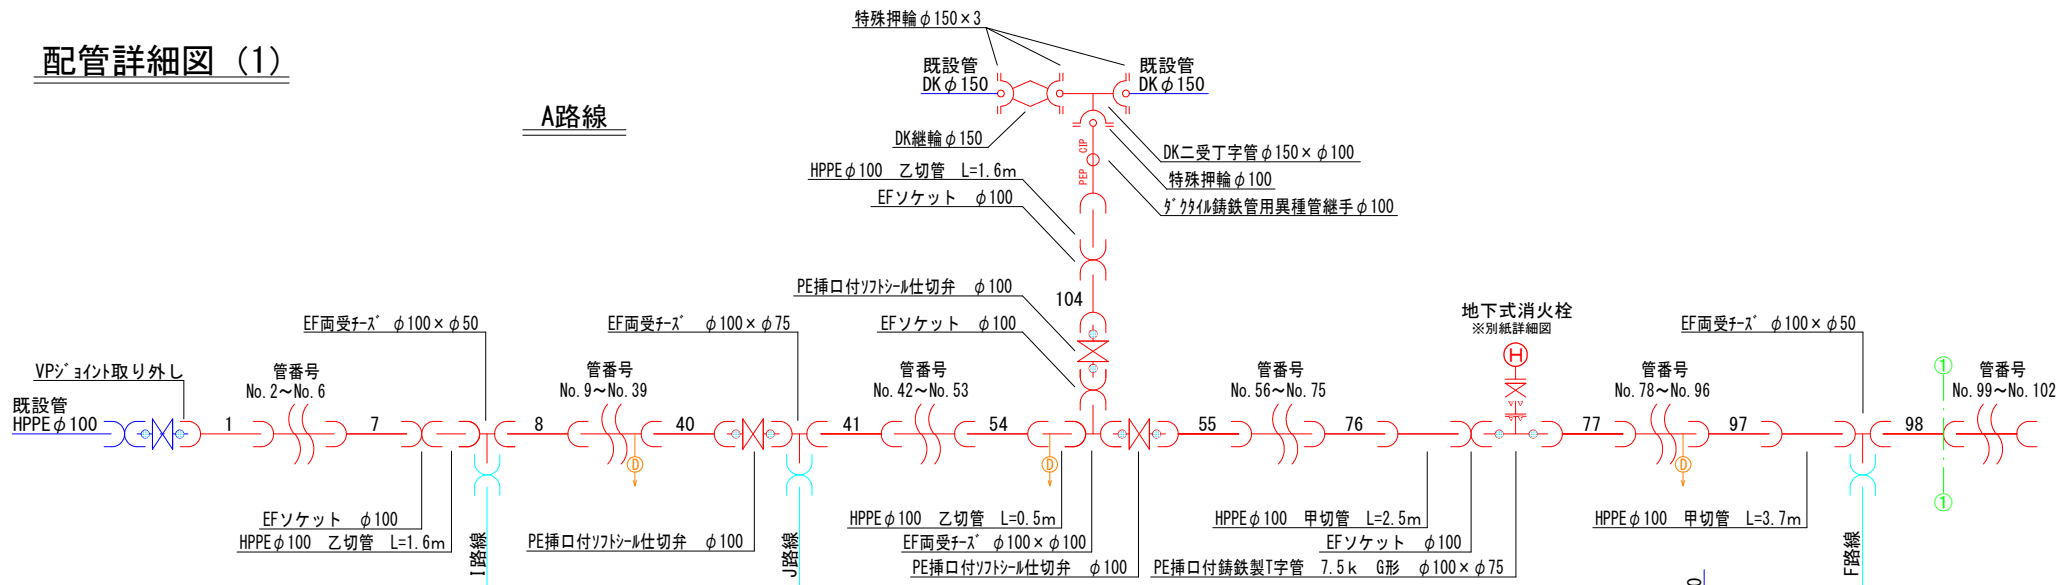 配管詳細図 (1)
A路線
特殊押輪φ150×3
既設管
DKφ150
既設管
DKφ150
DK継輪φ150
DK二受丁字管φ150×φ100
特殊押輪φ100
ダクタイル鋳鉄管用異種管継手φ100
CIP
PEP
HPPEφ100 乙切管 L=1.6m
EFソケット φ100
PE挿口付ソフトシール仕切弁 φ100
104
EFソケット φ100
地下式消火栓
※別紙詳細図
H
EF両受チーズ φ100×φ50
EF両受チーズ φ100×φ75
EF両受チーズ φ100×φ50
VPジョイント取り外し
管番号
No.2～No.6
管番号
No.9～No.39
管番号
No.42～No.53
管番号
No.56～No.75
管番号
No.78～No.96
管番号
No.99～No.102
①
既設管
HPPEφ100
1
7
8
40
41
54
55
76
77
97
98
D
D
D
①
EFソケット φ100
HPPEφ100 乙切管 L=1.6m
I路線
PE挿口付ソフトシール仕切弁 φ100
J路線
HPPEφ100 乙切管 L=0.5m
EF両受チーズ φ100×φ100
PE挿口付ソフトシール仕切弁 φ100
HPPEφ100 甲切管 L=2.5m
EFソケット φ100
PE挿口付鋳鉄製T字管 7.5k G形 φ100×φ75
HPPEφ100 甲切管 L=3.7m
F路線